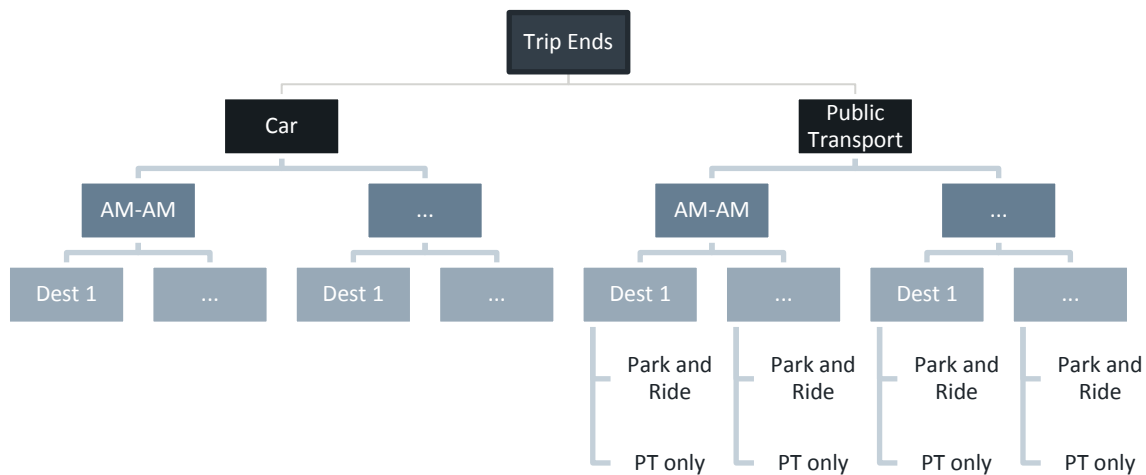 Trip Ends
Car
Public
Transport
AM-AM
...
AM-AM
...
Dest 1
...
Dest 1
...
Dest 1
...
Dest 1
...
Park and
Ride
Park and
Ride
Park and
Ride
Park and
Ride
PT only
PT only
PT only
PT only